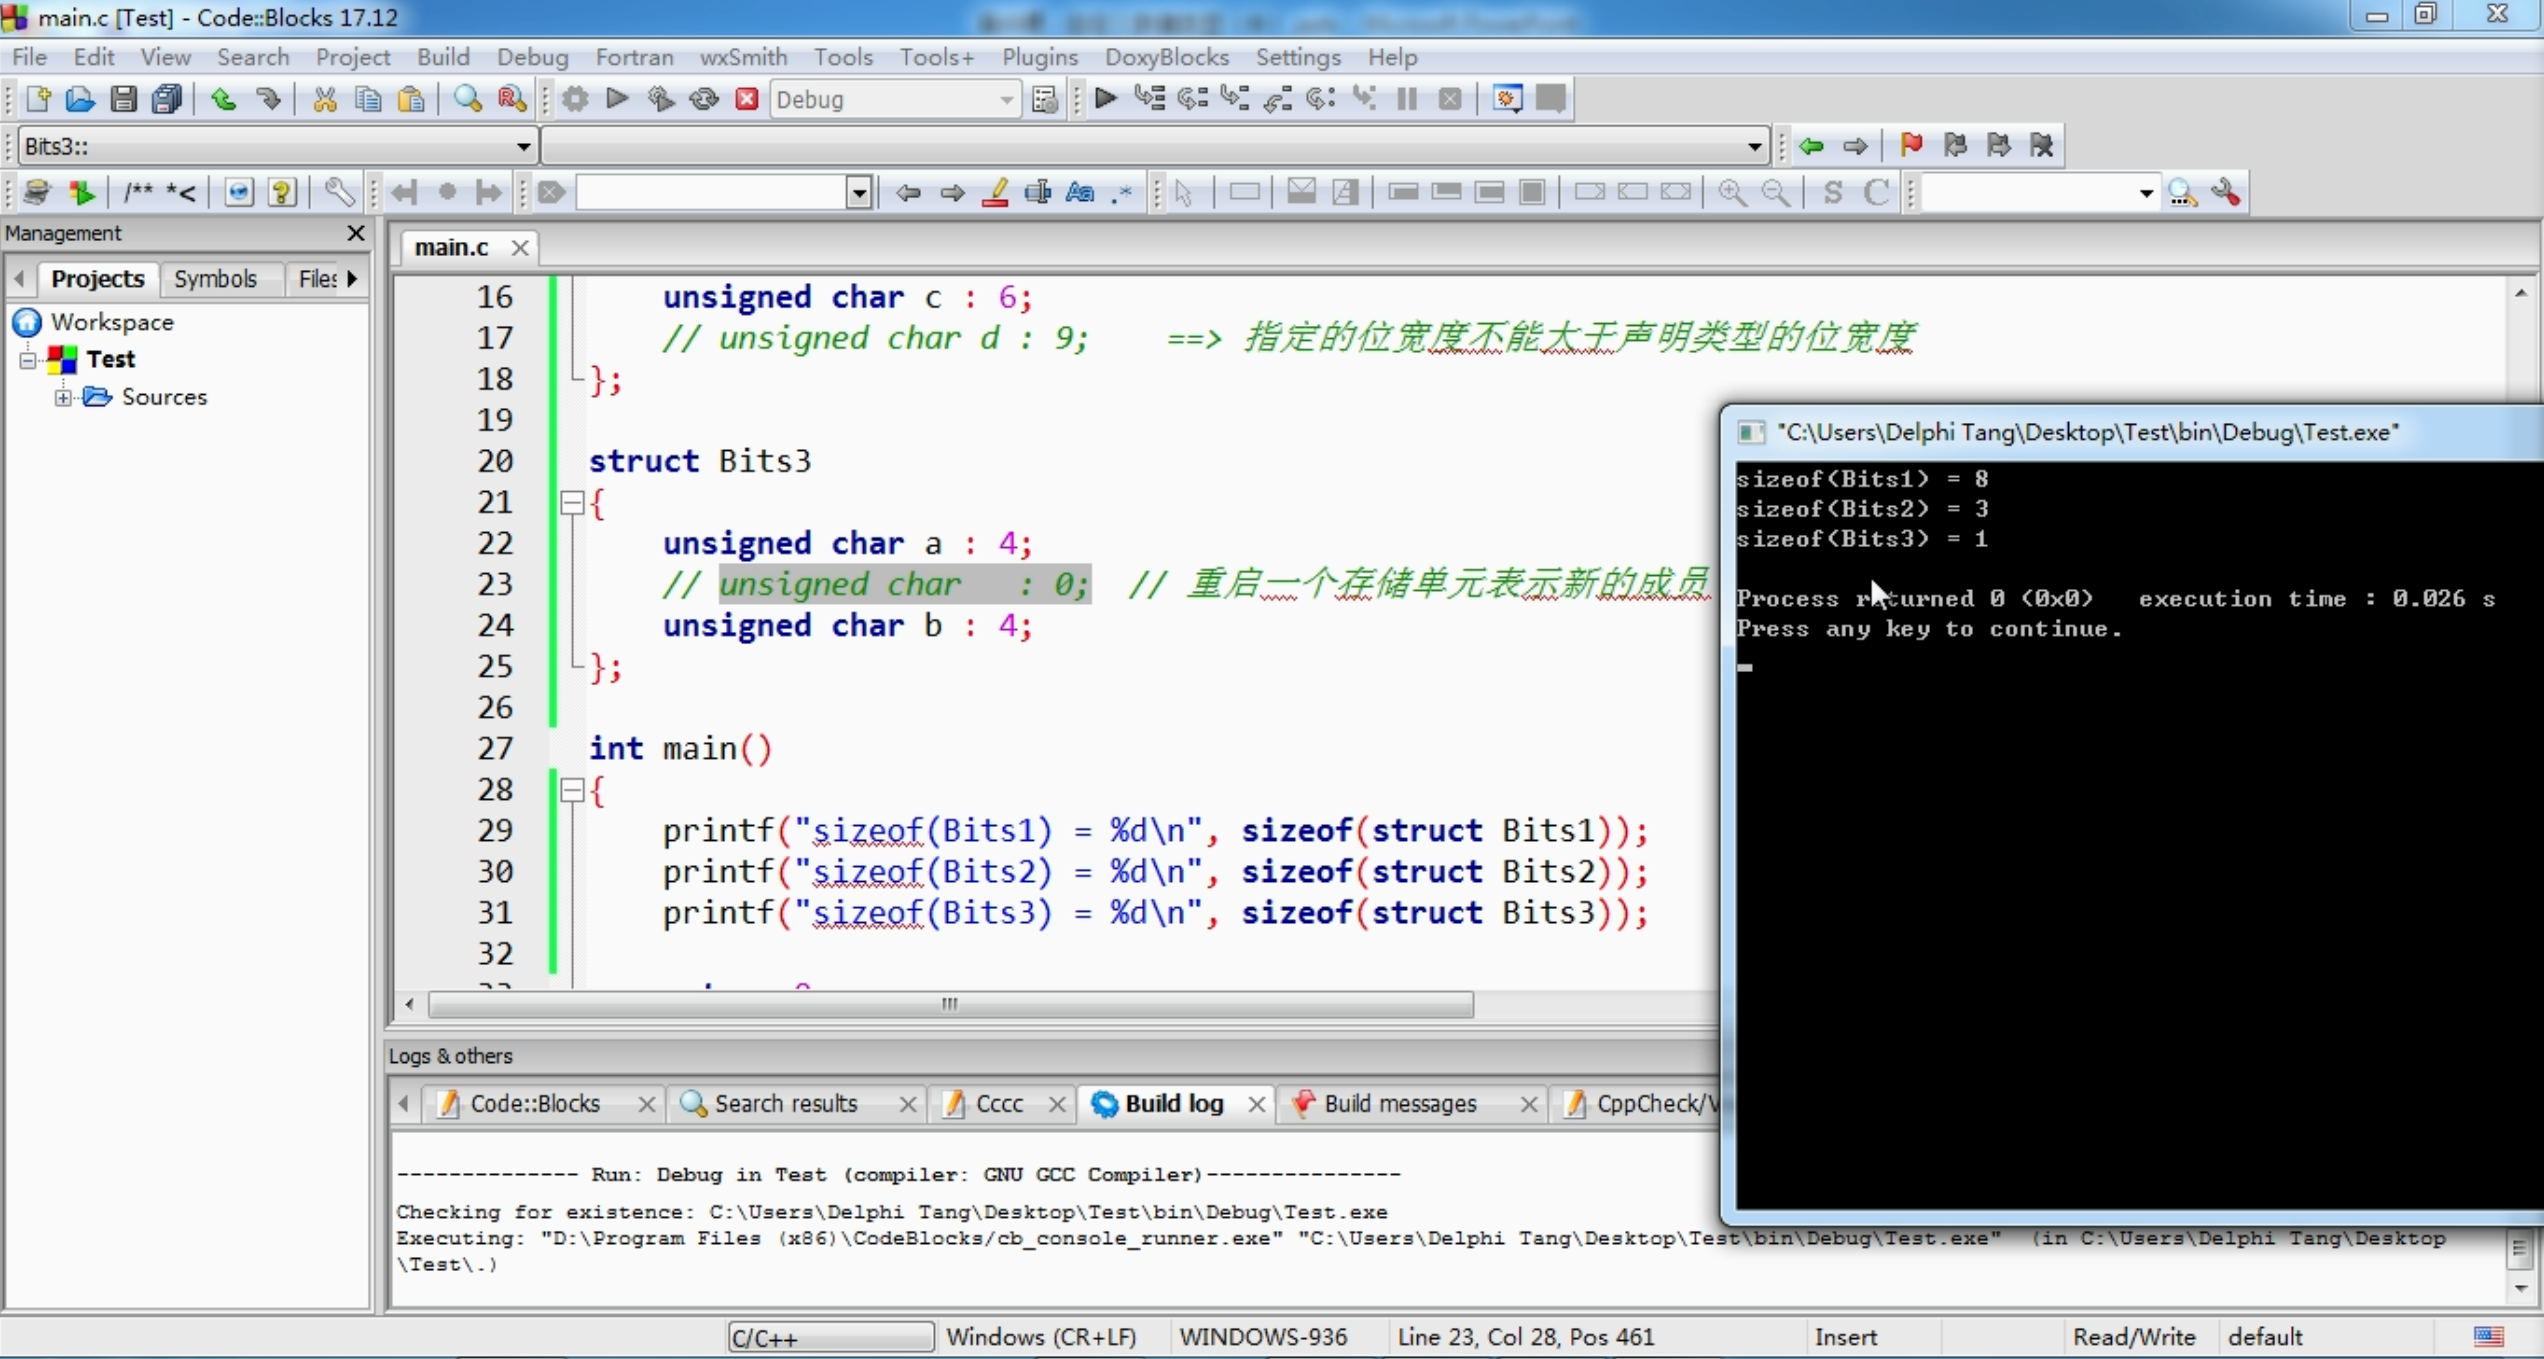 main.c [Test] - Code::Blocks 17.12
File Edit View Search Project Build Debug Fortran wxSmith Tools Tools+ Plugins DoxyBlocks Settings Help
Debug
Bits3::
/** *<
Aa .*
S C
Management
Projects Symbols Files
Workspace
Test
Sources
main.c
16 unsigned char c : 6;
17 // unsigned char d : 9; ==> 指定的位宽度不能大于声明类型的位宽度
18 };
19
20 struct Bits3
21 {
22 unsigned char a : 4;
23 // unsigned char : 0; // 重启一个存储单元表示新的成员
24 unsigned char b : 4;
25 };
26
27 int main()
28 {
29 printf("sizeof(Bits1) = %d\n", sizeof(struct Bits1));
30 printf("sizeof(Bits2) = %d\n", sizeof(struct Bits2));
31 printf("sizeof(Bits3) = %d\n", sizeof(struct Bits3));
32
"C:\Users\Delphi Tang\Desktop\Test\bin\Debug\Test.exe"
sizeof(Bits1) = 8
sizeof(Bits2) = 3
sizeof(Bits3) = 1
Process returned 0 (0x0) execution time : 0.026 s
Press any key to continue.
Logs & others
Code::Blocks Search results Cccc Build log Build messages CppCheck/V
-------------- Run: Debug in Test (compiler: GNU GCC Compiler)---------------
Checking for existence: C:\Users\Delphi Tang\Desktop\Test\bin\Debug\Test.exe
Executing: "D:\Program Files (x86)\CodeBlocks/cb_console_runner.exe" "C:\Users\Delphi Tang\Desktop\Test\bin\Debug\Test.exe" (in C:\Users\Delphi Tang\Desktop
\Test\.)
C/C++ Windows (CR+LF) WINDOWS-936 Line 23, Col 28, Pos 461 Insert Read/Write default